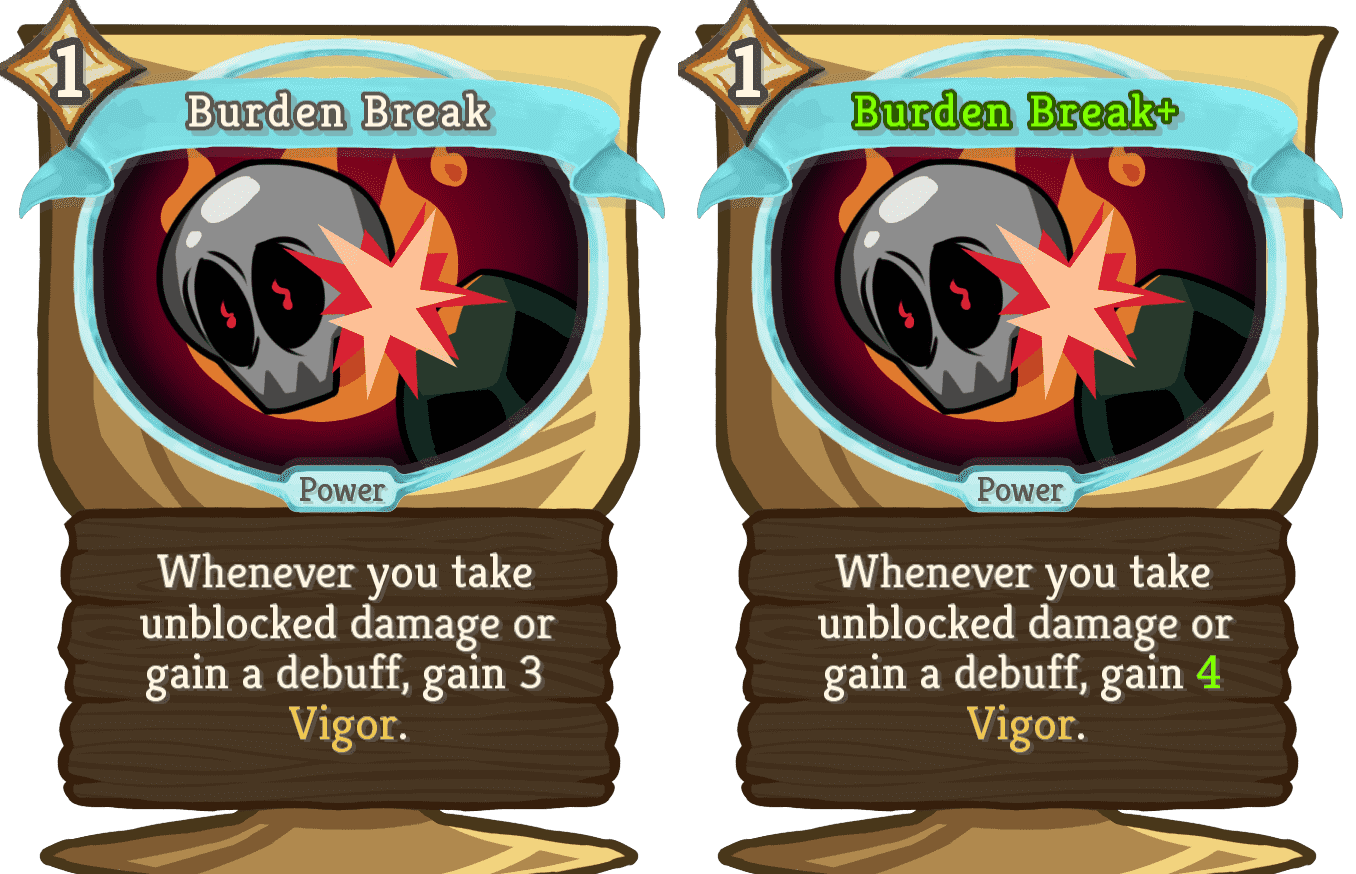 1
Burden Break
Power
Whenever you take
unblocked damage or
gain a debuff, gain 3
Vigor.
1
Burden Break+
Power
Whenever you take
unblocked damage or
gain a debuff, gain 4
Vigor.